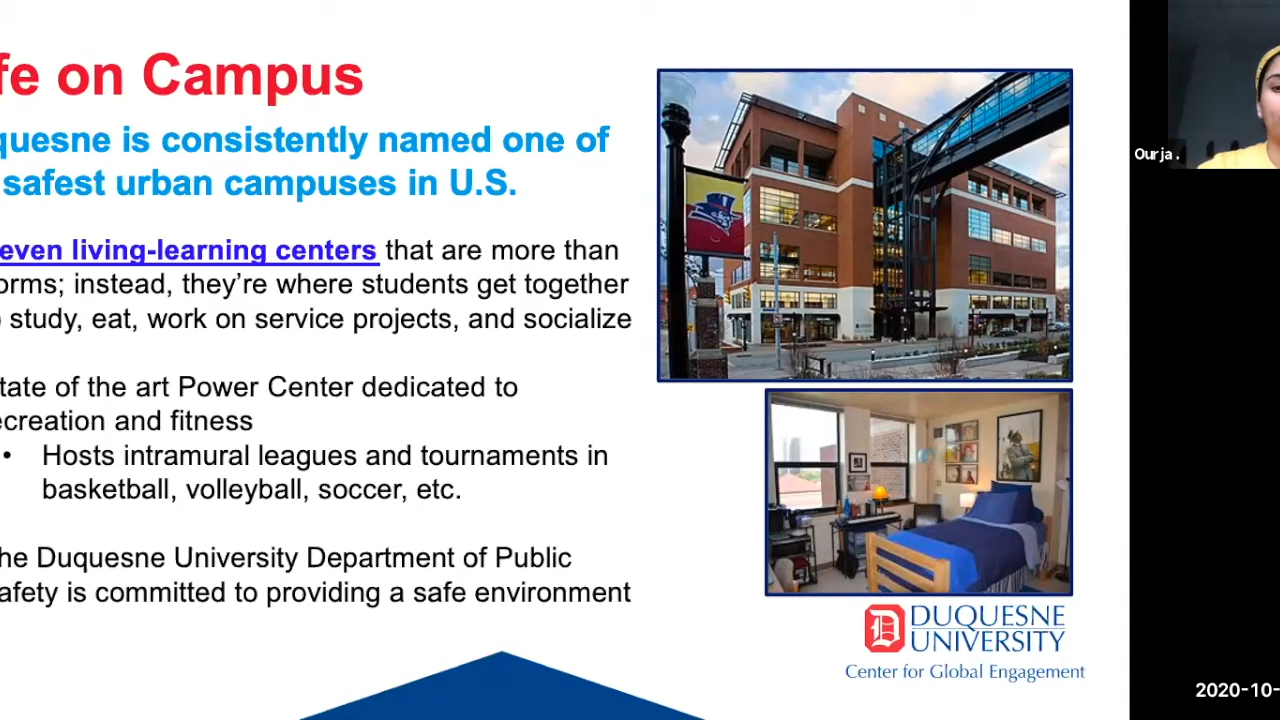 fe on Campus
quesne is consistently named one of
safest urban campuses in U.S.
even living-learning centers that are more than
orms; instead, they're where students get together
study, eat, work on service projects, and socialize
tate of the art Power Center dedicated to
ecreation and fitness
• Hosts intramural leagues and tournaments in
basketball, volleyball, soccer, etc.
he Duquesne University Department of Public
afety is committed to providing a safe environment
D DUQUESNE
UNIVERSITY
Center for Global Engagement
Ourja .
2020-10-